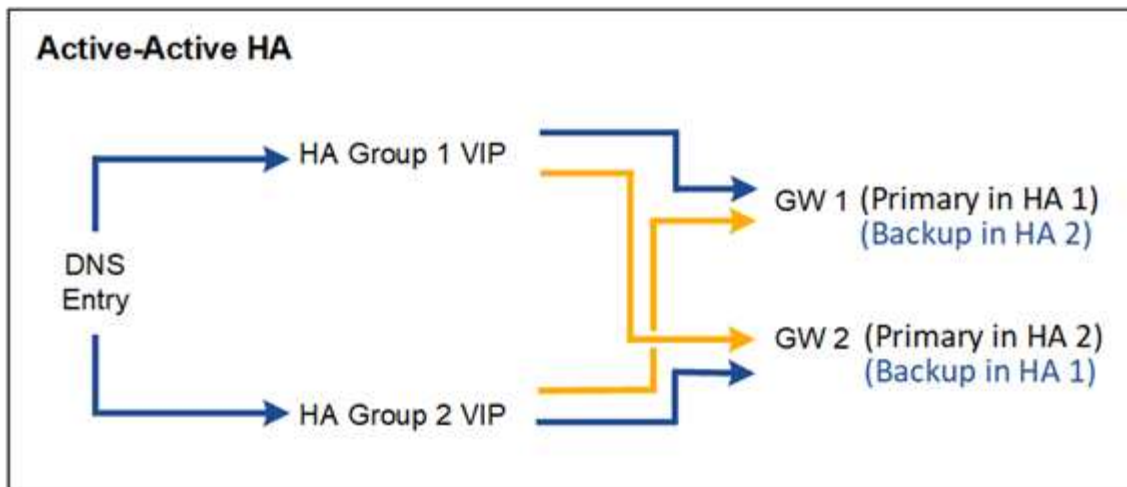 Active-Active HA
HA Group 1 VIP
GW 1 (Primary in HA 1)
(Backup in HA 2)
DNS
Entry
GW 2 (Primary in HA 2)
(Backup in HA 1)
HA Group 2 VIP